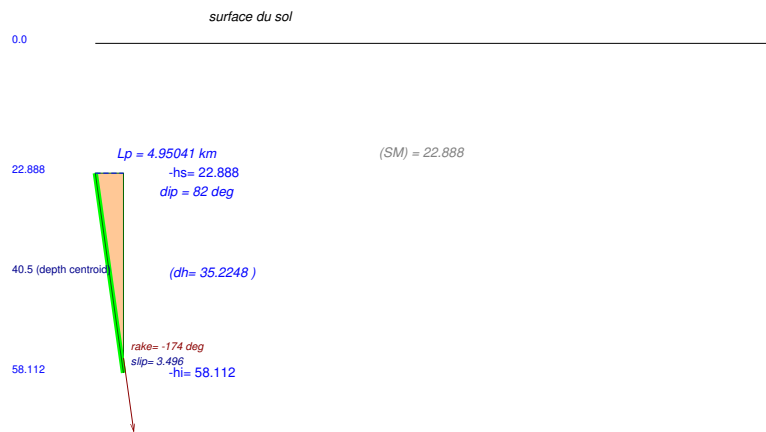 surface du sol
0.0
Lp = 4.95041 km
(SM) = 22.888
22.888
-hs= 22.888
dip = 82 deg
40.5 (depth centroid)
(dh= 35.2248 )
rake= -174 deg
slip= 3.496
58.112
-hi= 58.112